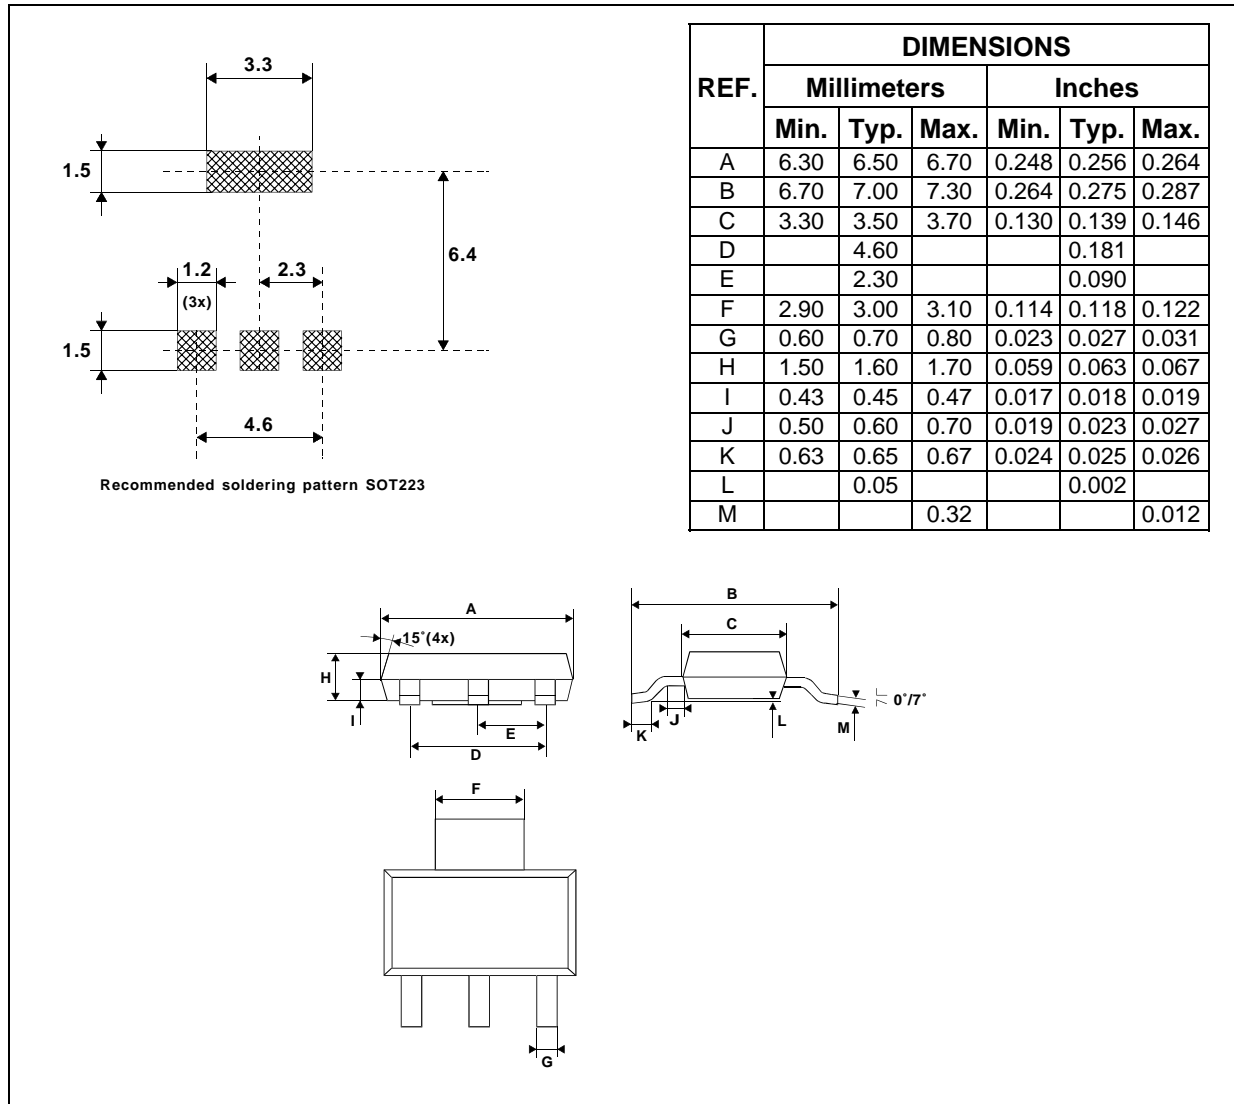 3.3
1.5
6.4
1.2
2.3
(3x)
1.5
4.6
Recommended soldering pattern SOT223
REF. DIMENSIONS
Millimeters Inches
Min. Typ. Max. Min. Typ. Max.
A 6.30 6.50 6.70 0.248 0.256 0.264
B 6.70 7.00 7.30 0.264 0.275 0.287
C 3.30 3.50 3.70 0.130 0.139 0.146
D 4.60 0.181
E 2.30 0.090
F 2.90 3.00 3.10 0.114 0.118 0.122
G 0.60 0.70 0.80 0.023 0.027 0.031
H 1.50 1.60 1.70 0.059 0.063 0.067
I 0.43 0.45 0.47 0.017 0.018 0.019
J 0.50 0.60 0.70 0.019 0.023 0.027
K 0.63 0.65 0.67 0.024 0.025 0.026
L 0.05 0.002
M 0.32 0.012
A
15°(4x)
H
I
E
D
B
C
0°/7°
J
K
L
M
F
G